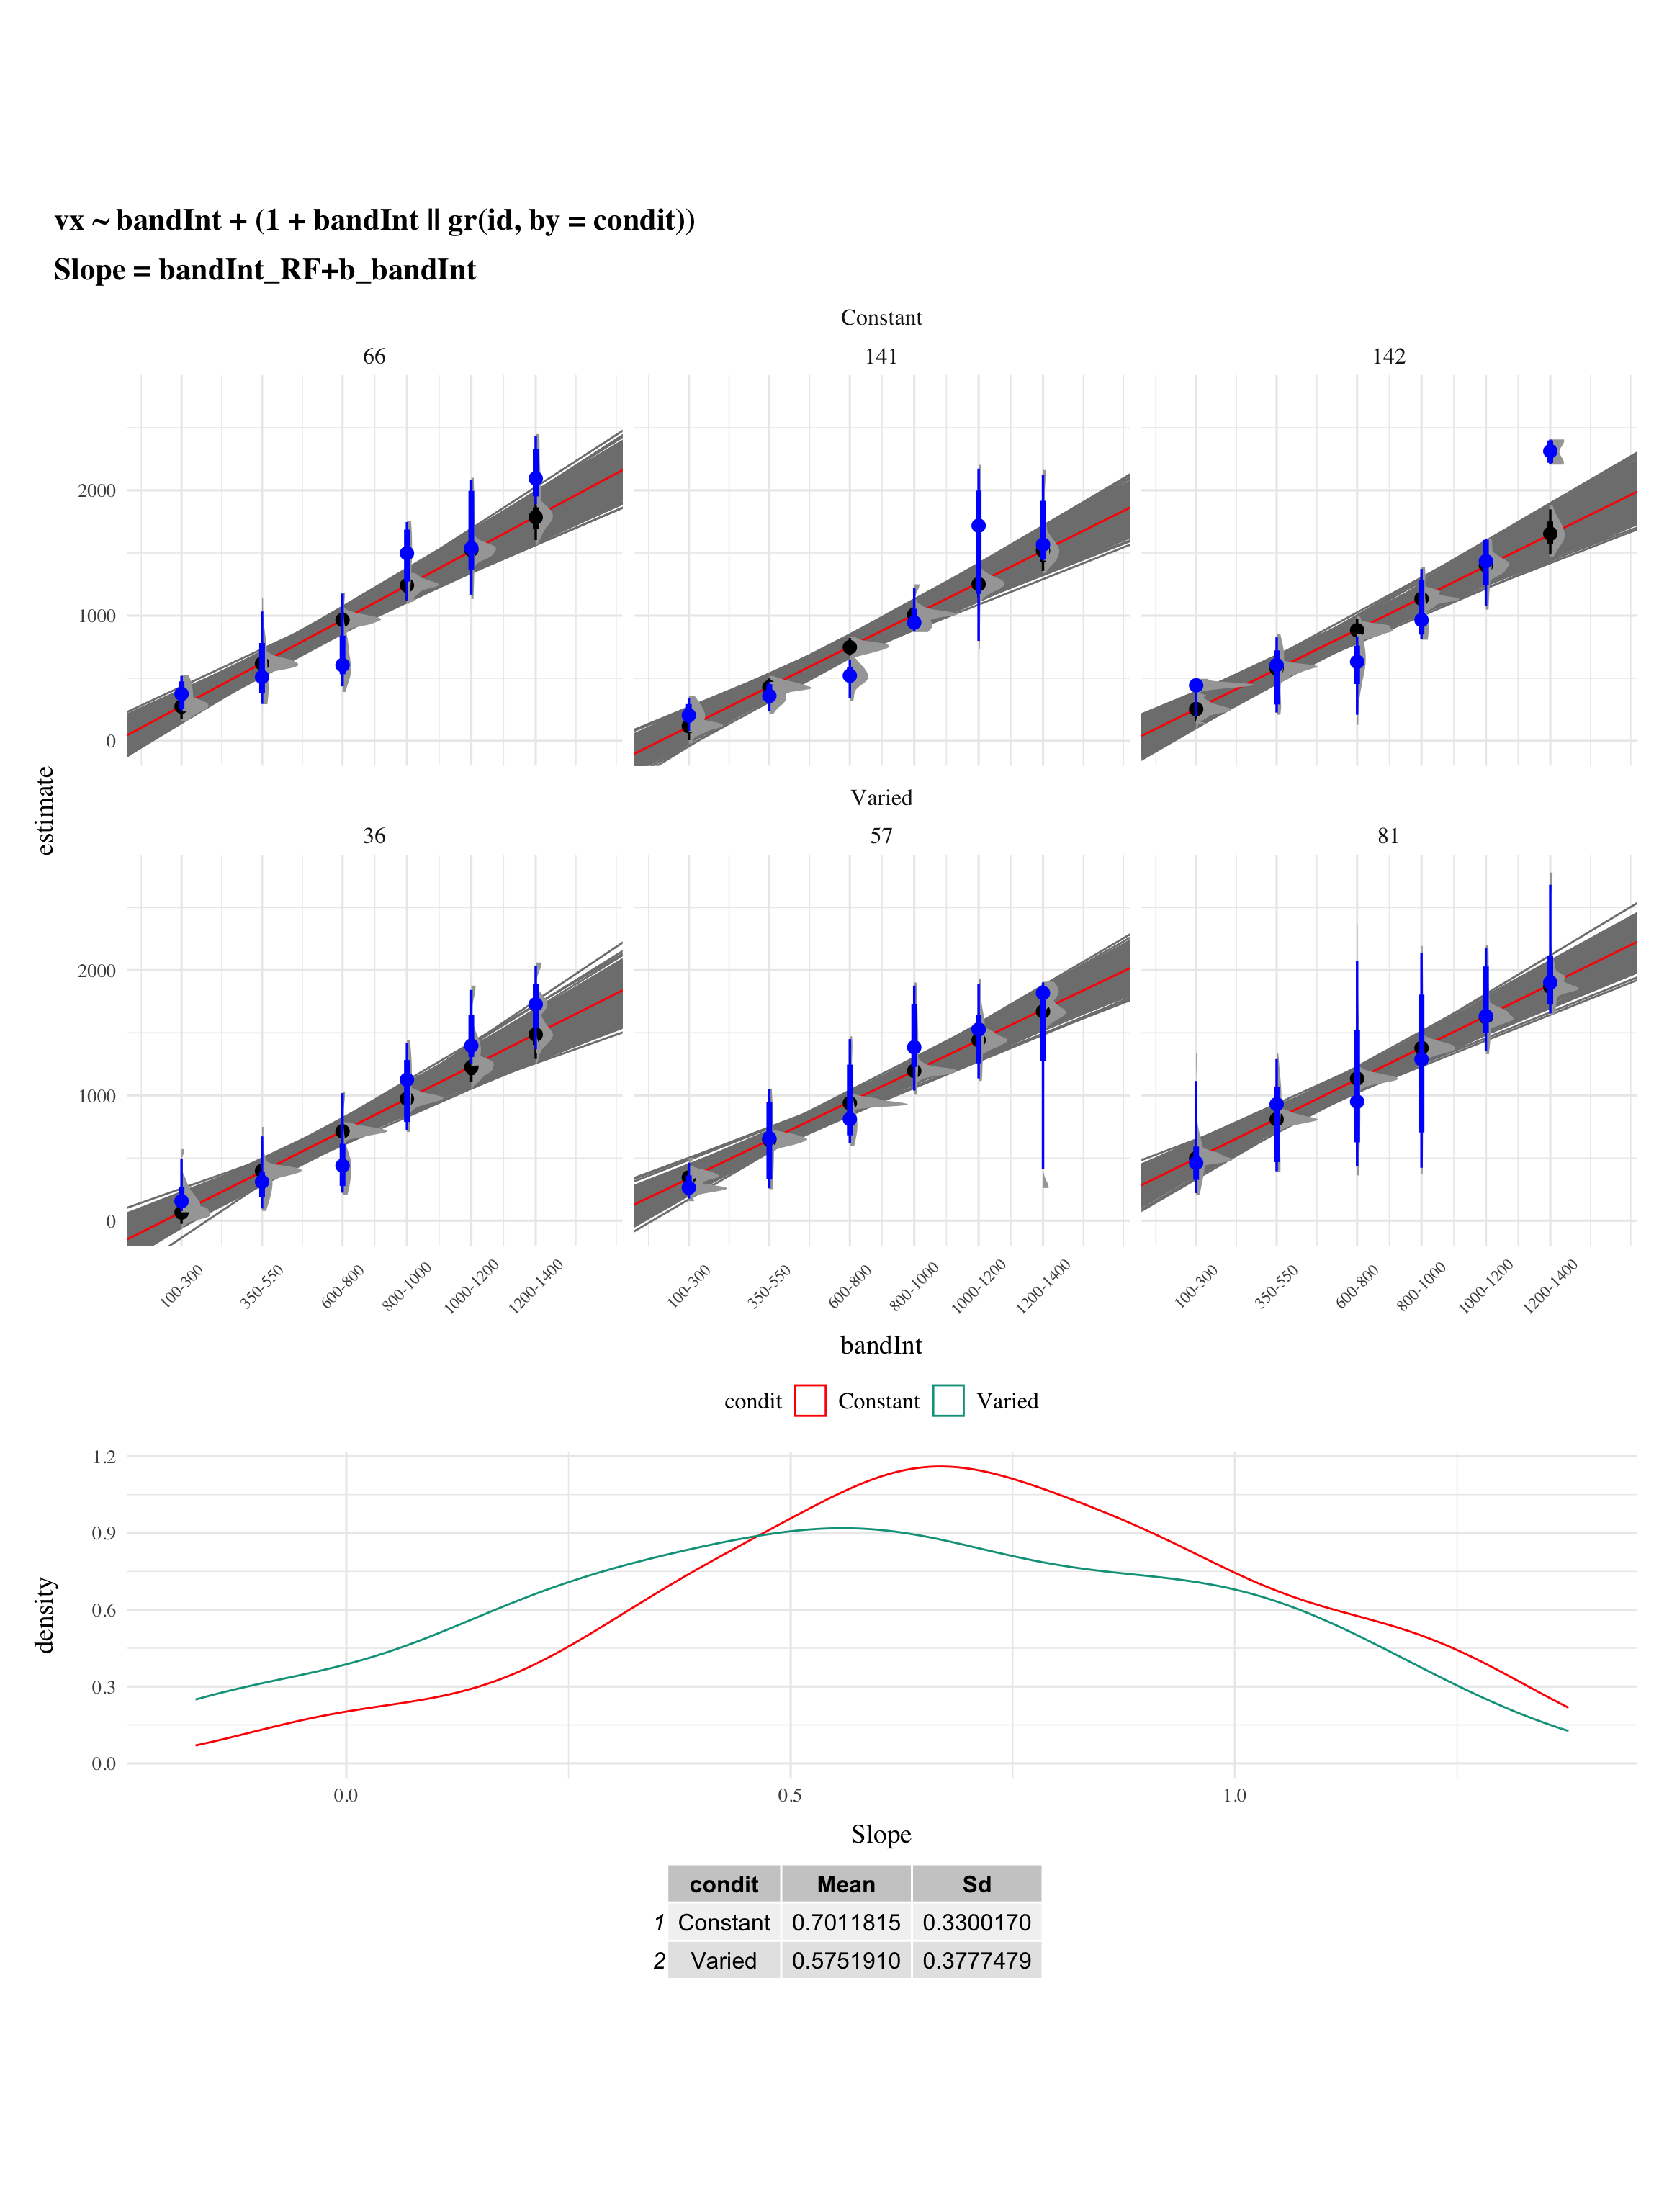 vx ~ bandInt + (1 + bandInt || gr(id, by = condit))
Slope = bandInt_RF+b_bandInt
Constant
66 141 142
2000
1000
0
estimate
Varied
36 57 81
2000
1000
0
100-300 350-550 600-800 800-1000 1000-1200 1200-1400 100-300 350-550 600-800 800-1000 1000-1200 1200-1400 100-300 350-550 600-800 800-1000 1000-1200 1200-1400
bandInt
condit Constant Varied
1.2
0.9
0.6
0.3
0.0
density
0.0 0.5 1.0
Slope
condit Mean Sd
1 Constant 0.7011815 0.3300170
2 Varied 0.5751910 0.3777479